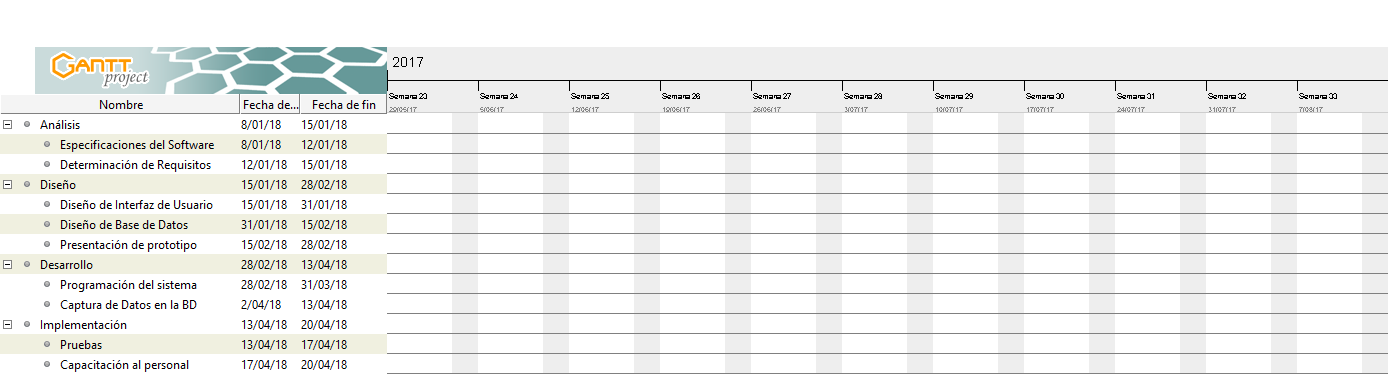 GANTT
project
2017
Semana 23 Semana 24 Semana 25 Semana 26 Semana 27 Semana 28 Semana 29 Semana 30 Semana 31 Semana 32 Semana 33
29/05/17 5/06/17 12/06/17 19/06/17 26/06/17 3/07/17 10/07/17 17/07/17 24/07/17 31/07/17 7/08/17
Nombre Fecha de... Fecha de fin
Análisis 8/01/18 15/01/18
Especificaciones del Software 8/01/18 12/01/18
Determinación de Requisitos 12/01/18 15/01/18
Diseño 15/01/18 28/02/18
Diseño de Interfaz de Usuario 15/01/18 31/01/18
Diseño de Base de Datos 31/01/18 15/02/18
Presentación de prototipo 15/02/18 28/02/18
Desarrollo 28/02/18 13/04/18
Programación del sistema 28/02/18 31/03/18
Captura de Datos en la BD 2/04/18 13/04/18
Implementación 13/04/18 20/04/18
Pruebas 13/04/18 17/04/18
Capacitación al personal 17/04/18 20/04/18